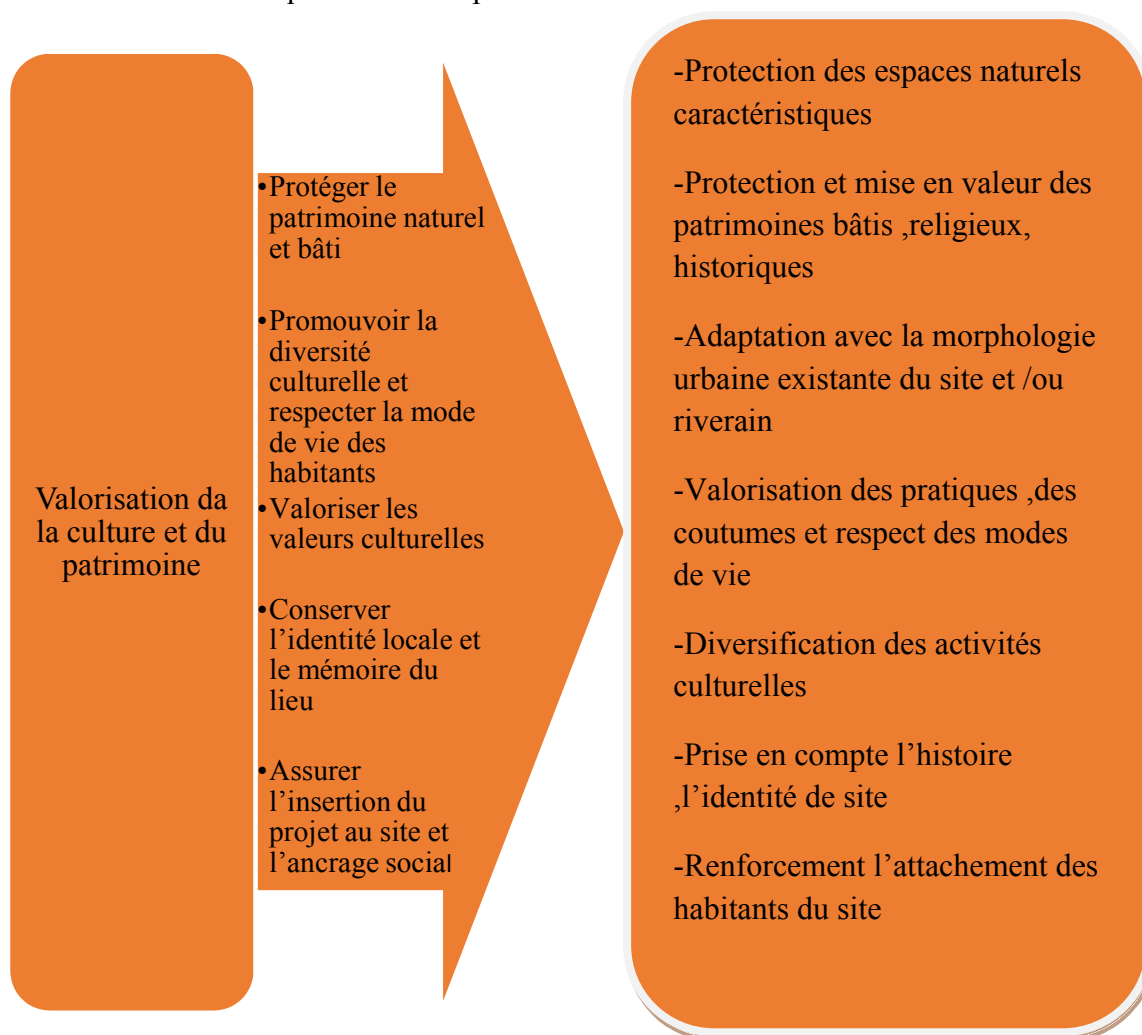 Valorisation da
la culture et du
patrimoine
•Protéger le
patrimoine naturel
et bâti
•Promouvoir la
diversité
culturelle et
respecter la mode
de vie des
habitants
•Valoriser les
valeurs culturelles
•Conserver
l’identité locale et
le mémoire du
lieu
•Assurer
l’insertion du
projet au site et
l’ancrage social
-Protection des espaces naturels
caractéristiques
-Protection et mise en valeur des
patrimoines bâtis ,religieux,
historiques
-Adaptation avec la morphologie
urbaine existante du site et /ou
riverain
-Valorisation des pratiques ,des
coutumes et respect des modes
de vie
-Diversification des activités
culturelles
-Prise en compte l’histoire
,l’identité de site
-Renforcement l’attachement des
habitants du site